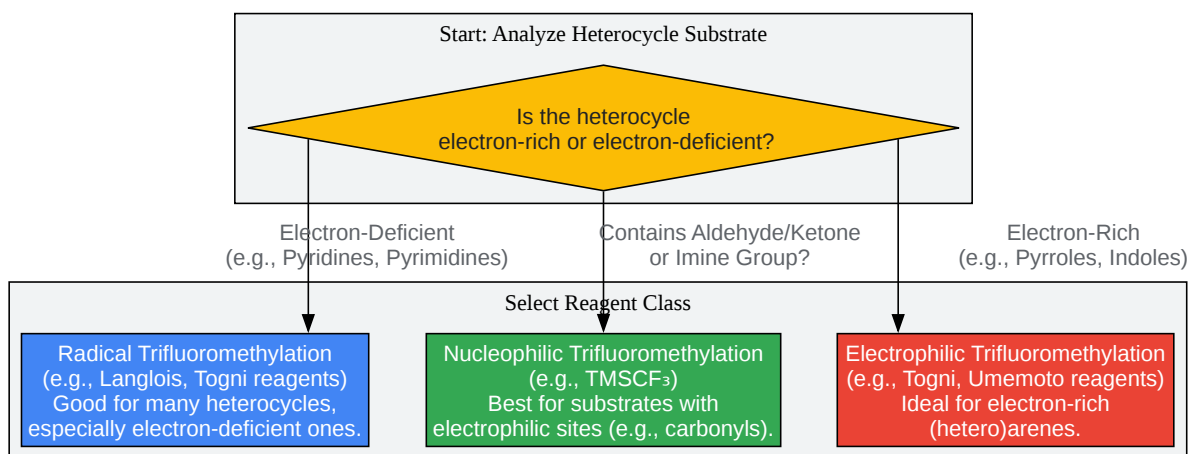 Start: Analyze Heterocycle Substrate
Is the heterocycle
electron-rich or electron-deficient?
Electron-Deficient
(e.g., Pyridines, Pyrimidines)
Contains Aldehyde/Ketone
or Imine Group?
Electron-Rich
(e.g., Pyrroles, Indoles)
Select Reagent Class
Radical Trifluoromethylation
(e.g., Langlois, Togni reagents)
Good for many heterocycles,
especially electron-deficient ones.
Nucleophilic Trifluoromethylation
(e.g., TMSCF₃)
Best for substrates with
electrophilic sites (e.g., carbonyls).
Electrophilic Trifluoromethylation
(e.g., Togni, Umemoto reagents)
Ideal for electron-rich
(hetero)arenes.